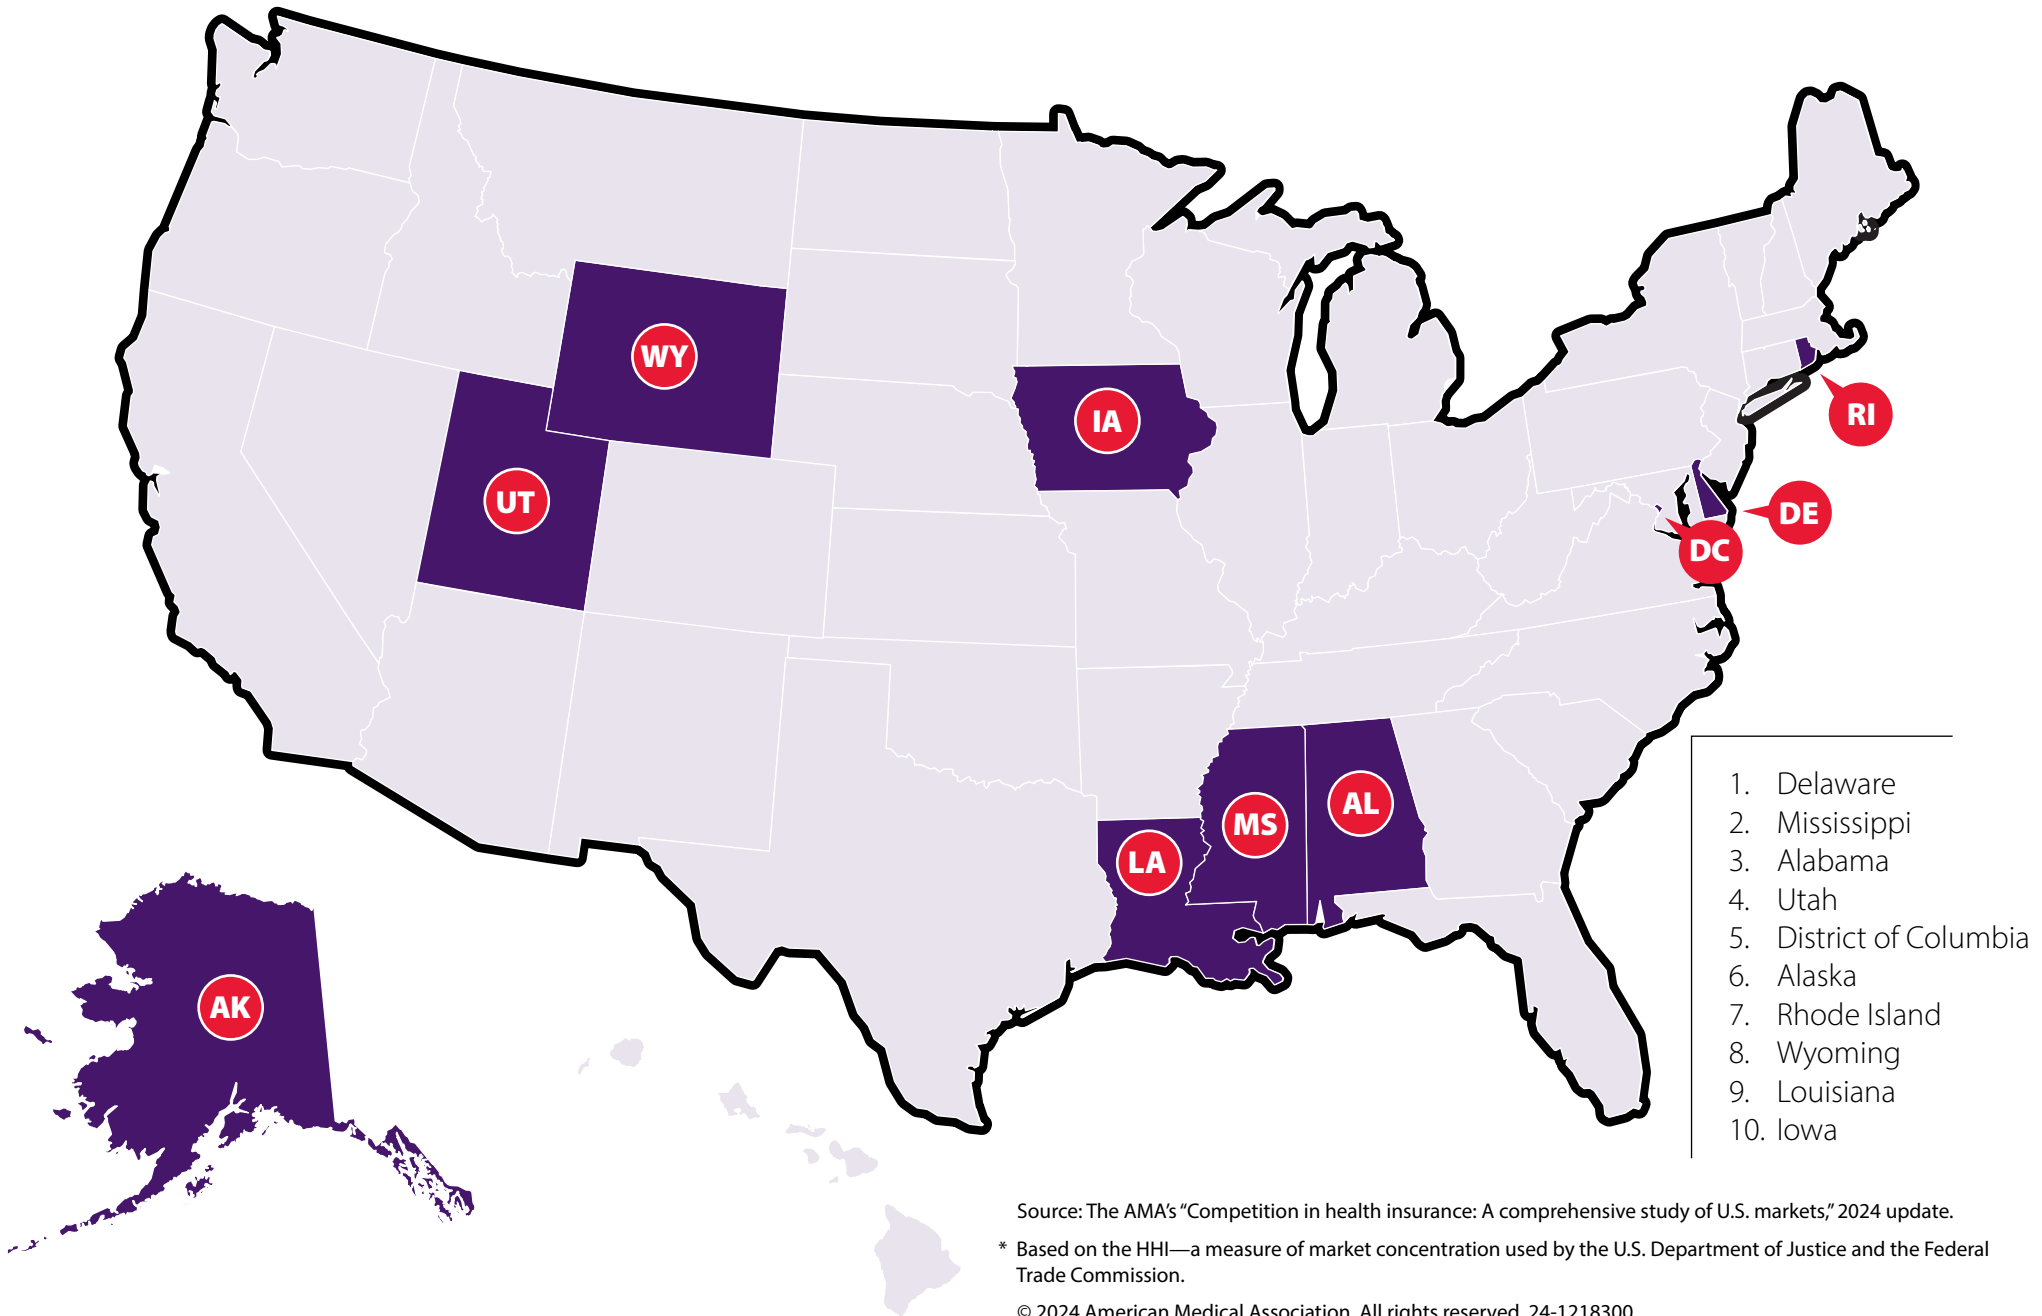 WY
IA
RI
UT
DE
DC
AL
MS
LA
AK
1. Delaware
2. Mississippi
3. Alabama
4. Utah
5. District of Columbia
6. Alaska
7. Rhode Island
8. Wyoming
9. Louisiana
10. Iowa
Source: The AMA’s “Competition in health insurance: A comprehensive study of U.S. markets,” 2024 update.
* Based on the HHI—a measure of market concentration used by the U.S. Department of Justice and the Federal
Trade Commission.
© 2024 American Medical Association. All rights reserved. 24-1218300